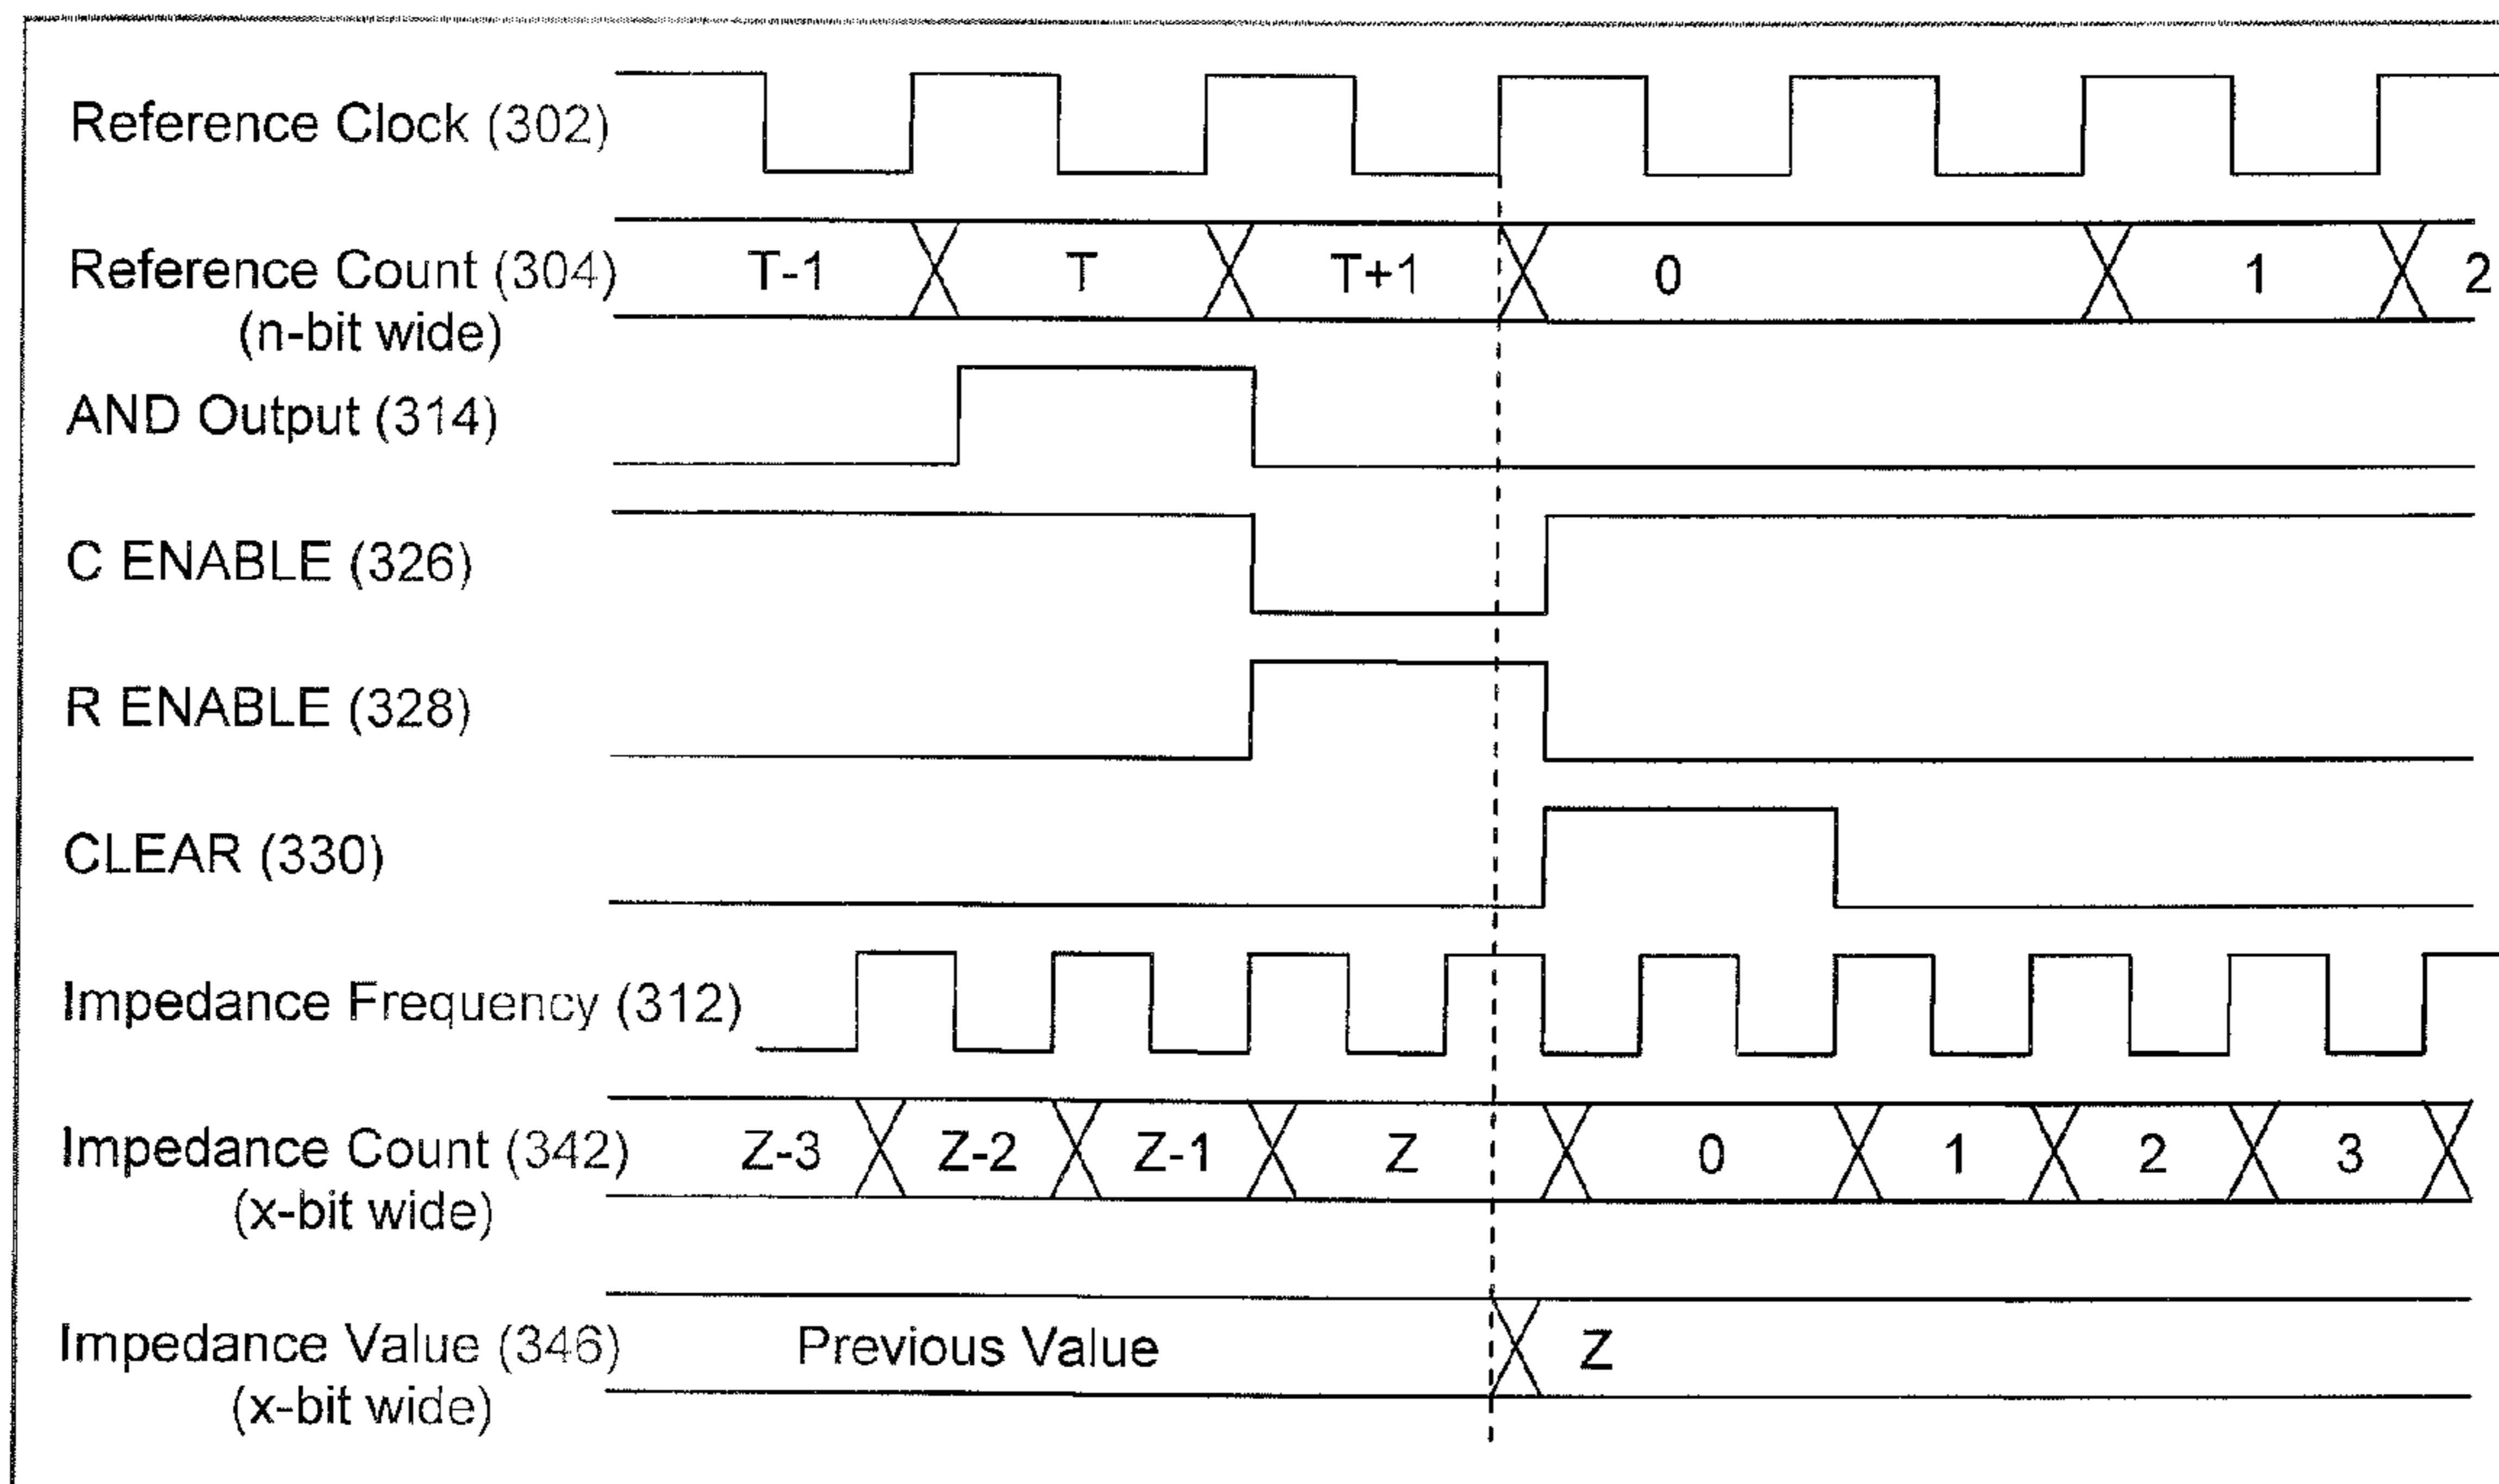 Reference Clock (302)
Reference Count (304) T-1 T T+1 0 1 2
(n-bit wide)
AND Output (314)
C ENABLE (326)
R ENABLE (328)
CLEAR (330)
Impedance Frequency (312)
Impedance Count (342) Z-3 Z-2 Z-1 Z 0 1 2 3
(x-bit wide)
Impedance Value (346) Previous Value Z
(x-bit wide)